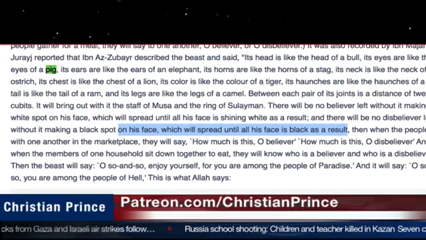 people gather for a meal, they will say to one another, O believer, or O disbeliever.) It was also recorded by Ibn Majah
Jurayj reported that Ibn Az-Zubayr described the beast and said, "Its head is like the head of a bull, its eyes are like the
eyes of a pig, its ears are like the ears of an elephant, its horns are like the horns of a stag, its neck is like the neck of
ostrich, its chest is like the chest of a lion, its color is like the colour of a tiger, its haunches are like the haunches of a
tail is like the tail of a ram, and its legs are like the legs of a camel. Between each pair of its joints is a distance of twe
cubits. It will bring out with it the staff of Musa and the ring of Sulayman. There will be no believer left without it making
white spot on his face, which will spread until all his face is shining white as a result; and there will be no disbeliever l
without it making a black spot on his face, which will spread until all his face is black as a result, then when the people
with one another in the marketplace, they will say, `How much is this, O believer' `How much is this, O disbeliever'' And
when the members of one household sit down together to eat, they will know who is a believer and who is a disbeliev
Then the beast will say: `O so-and-so, enjoy yourself, for you are among the people of Paradise.' And it will say: `O
so, you are among the people of Hell,' This is what Allah says:
Christian Prince
Patreon.com/ChristianPrince
cks from Gaza and Israeli air strikes follow...
Russia school shooting: Children and teacher killed in Kazan Seven c